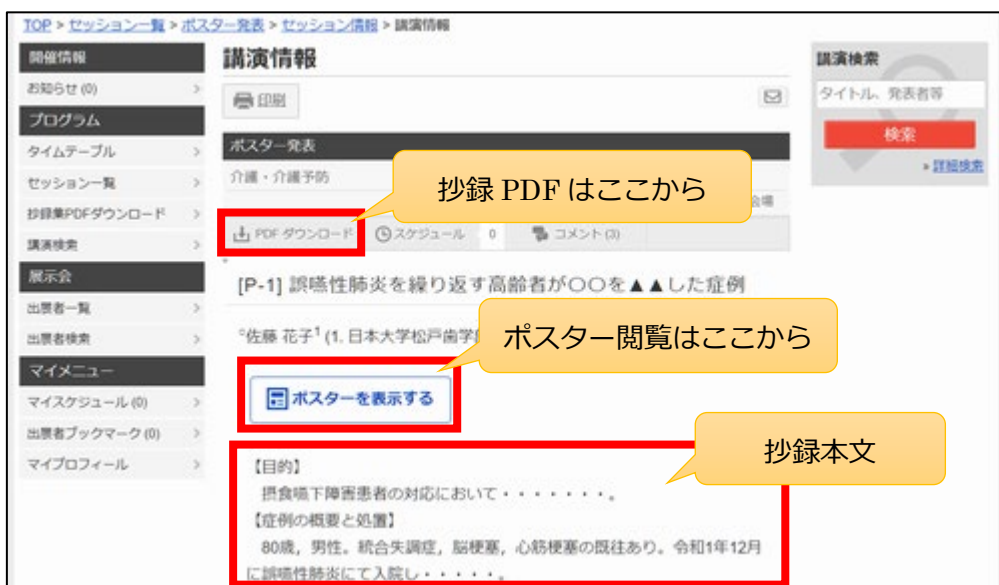 TOP > セッション一覧 > ポスター発表 > セッション情報 > 講演情報
開催情報
お知らせ (0)
プログラム
タイムテーブル
セッション一覧
抄録集PDFダウンロード
講演検索
展示会
出展者一覧
出展者検索
マイメニュー
マイスケジュール (0)
出展者ブックマーク (0)
マイプロフィール
講演情報
印刷
ポスター発表
介護・介護予防
会場
抄録 PDF はここから
PDF ダウンロード
スケジュール 0
コメント (3)
[P-1] 誤嚥性肺炎を繰り返す高齢者が〇〇を▲▲した症例
°佐藤 花子¹ (1. 日本大学松戸歯学
ポスター閲覧はここから
ポスターを表示する
抄録本文
【目的】
摂食嚥下障害患者の対応において・・・・・・・。
【症例の概要と処置】
80歳，男性。統合失調症，脳梗塞，心筋梗塞の既往あり。令和1年12月
に誤嚥性肺炎にて入院し・・・・・。
講演検索
タイトル、発表者等
検索
» 詳細検索